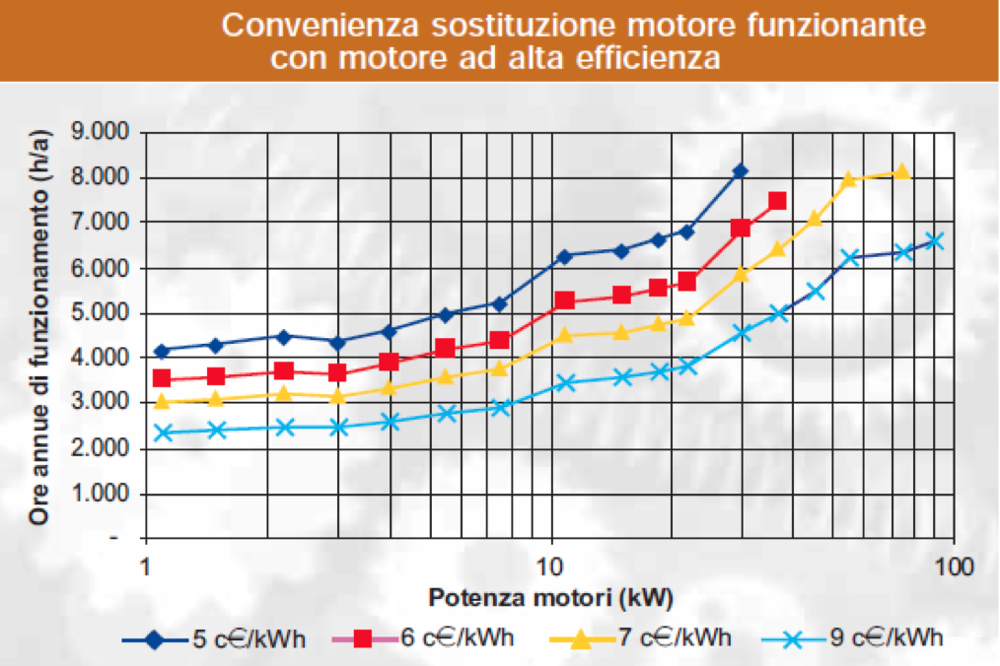 Convenienza sostituzione motore funzionante
con motore ad alta efficienza
Ore annue di funzionamento (h/a)
9.000
8.000
7.000
6.000
5.000
4.000
3.000
2.000
1.000
-
1 10 100
Potenza motori (kW)
5 c€/kWh 6 c€/kWh 7 c€/kWh 9 c€/kWh